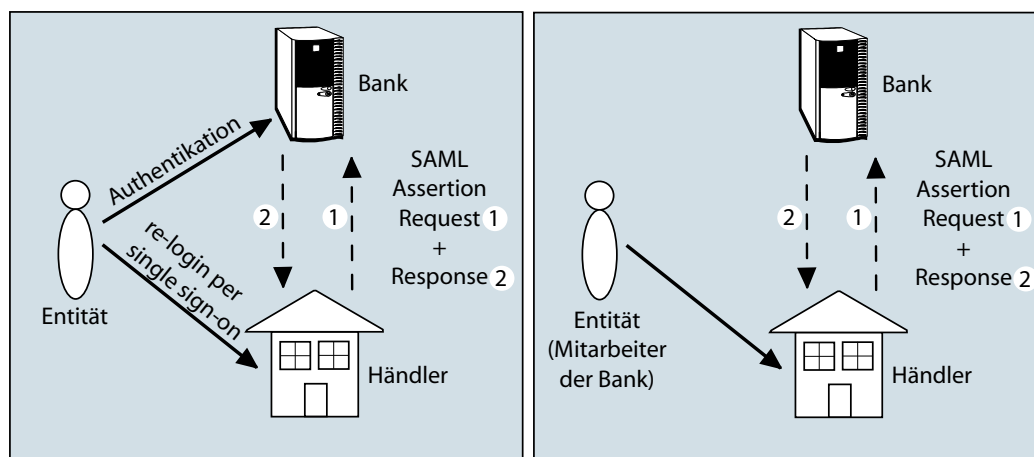 Bank
Authentikation
re-login per
single sign-on
Entität
2
1
SAML
Assertion
Request 1
+
Response 2
Händler
Bank
2
1
SAML
Assertion
Request 1
+
Response 2
Entität
(Mitarbeiter
der Bank)
Händler